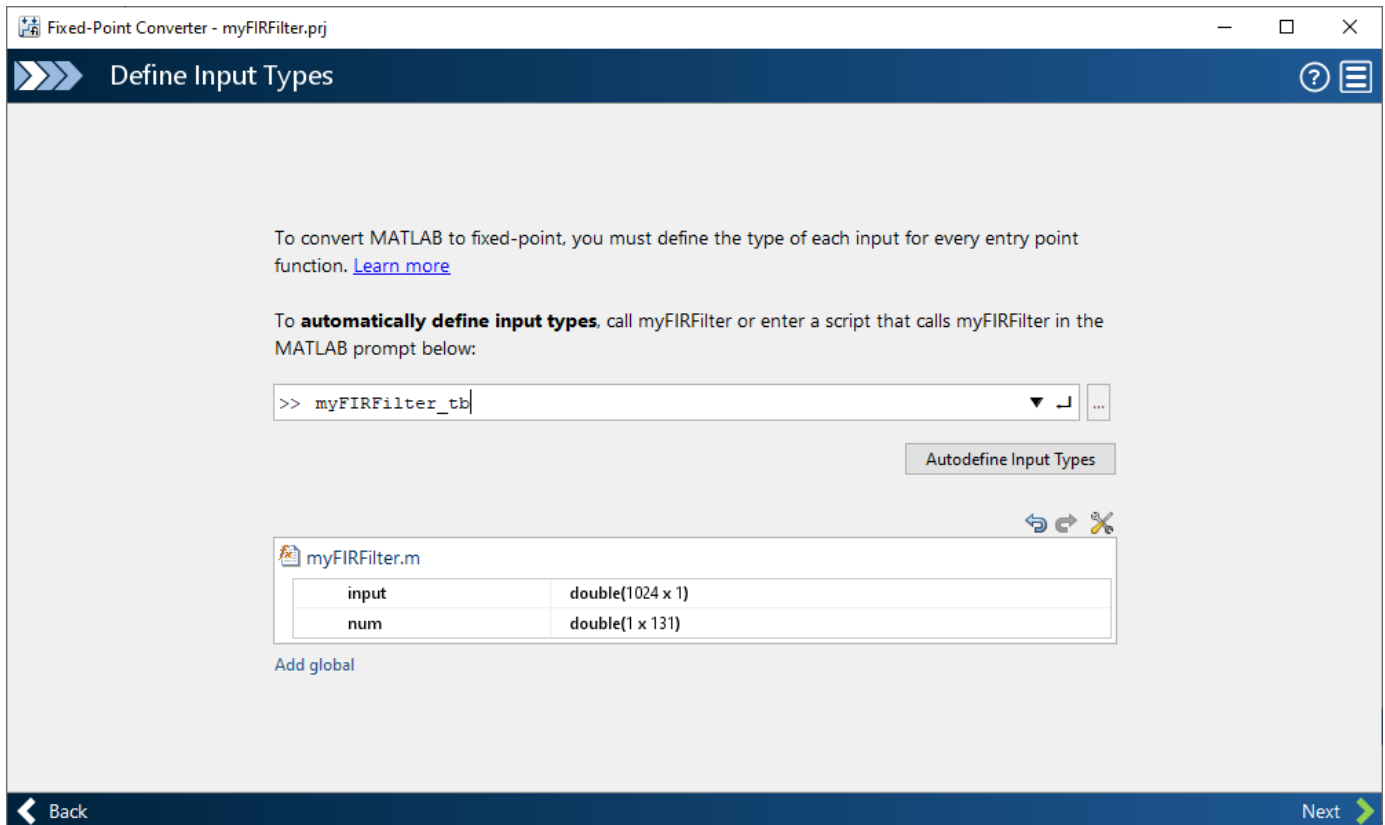 Fixed-Point Converter - myFIRFilter.prj
Define Input Types
To convert MATLAB to fixed-point, you must define the type of each input for every entry point
function. Learn more
To automatically define input types, call myFIRFilter or enter a script that calls myFIRFilter in the
MATLAB prompt below:
>> myFIRFilter_tb
...
Autodefine Input Types
myFIRFilter.m
input double(1024 x 1)
num double(1 x 131)
Add global
Back Next